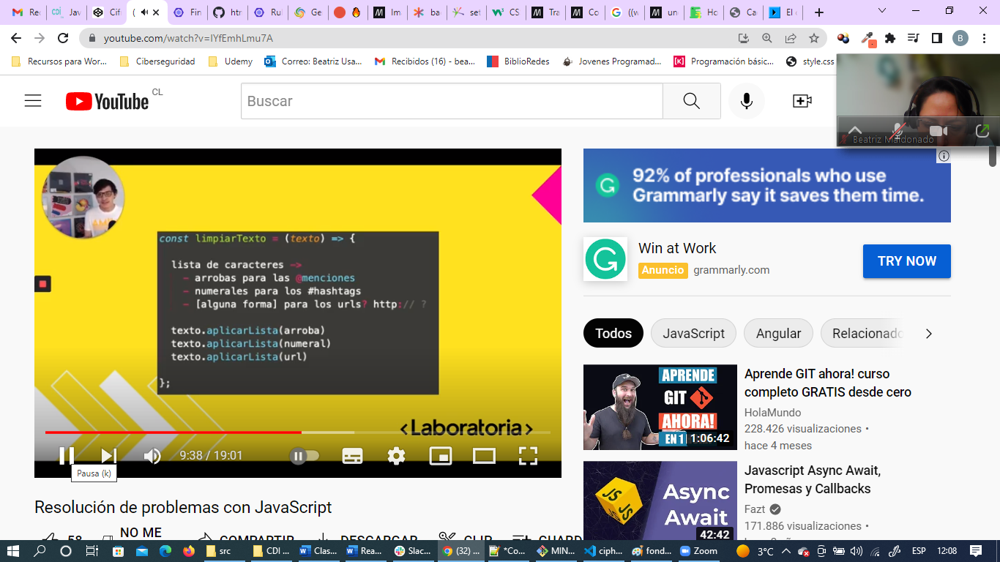 Rec
Jav
Cif
(
Fin
htt
Rul
Ge
Im
ba
set
CS
Tra
Co
((w
un
Ho
Ca
El c
youtube.com/watch?v=IYfEmhLmu7A
B
Recursos para Wor...
Ciberseguridad
Udemy
Correo: Beatriz Usa...
Recibidos (16) - bea...
BiblioRedes
Jovenes Programad...
[K]
Programación básic...
style.css
YouTube CL
Buscar
Beatriz Maldonado
const limpiarTexto = (texto) => {
lista de caracteres ->
- arrobas para las @menciones
- numerales para los #hashtags
- [alguna forma] para los urls? http:// ?
texto.aplicarLista(arroba)
texto.aplicarLista(numeral)
texto.aplicarLista(url)
};
<Laboratoria>
9:38 / 19:01
Pausa (k)
Resolución de problemas con JavaScript
58
NO ME
COMPARTIR
DESCARGAR
CLIP
92% of professionals who use
Grammarly say it saves them time.
Win at Work
Anuncio grammarly.com
TRY NOW
Todos
JavaScript
Angular
Relacionado
APRENDE
GIT
AHORA!
EN 1
1:06:42
Aprende GIT ahora! curso
completo GRATIS desde cero
HolaMundo
228.426 visualizaciones •
hace 4 meses
JS
JS
Async
Await
42:42
Javascript Async Await,
Promesas y Callbacks
Fazt
171.886 visualizaciones •
src
CDI ...
Clas...
Rea...
Slac...
(32) ...
*Co...
MIN...
ciph...
fond...
Zoom
3°C
ESP
12:08